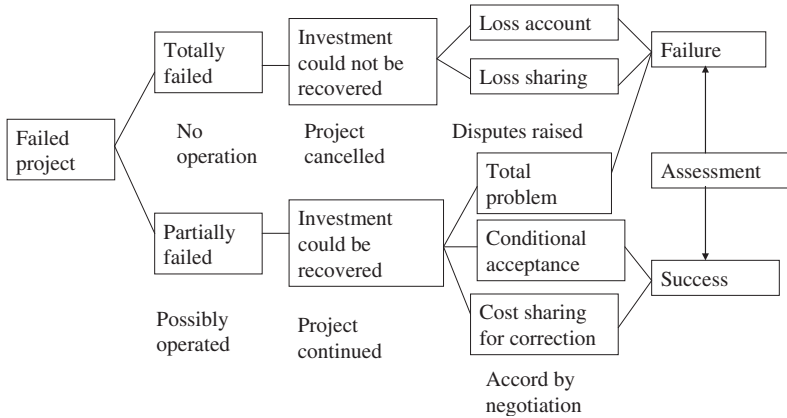 Failed
project
Totally
failed
No
operation
Partially
failed
Possibly
operated
Investment
could not be
recovered
Project
cancelled
Investment
could be
recovered
Project
continued
Loss account
Loss sharing
Disputes raised
Total
problem
Conditional
acceptance
Cost sharing
for correction
Accord by
negotiation
Failure
Assessment
Success